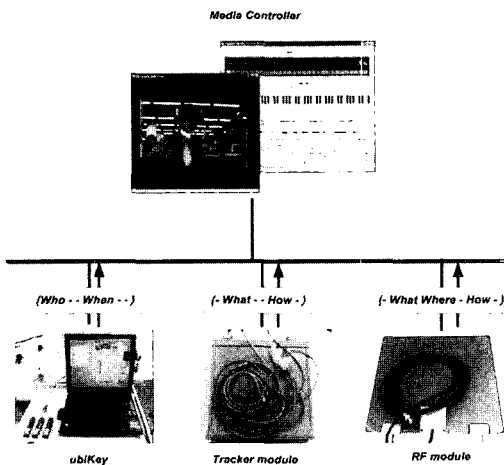 Media Controller
(Who - - When - - )
(- What - - How - )
(- What Where - How - )
ubiKey
Tracker module
RF module